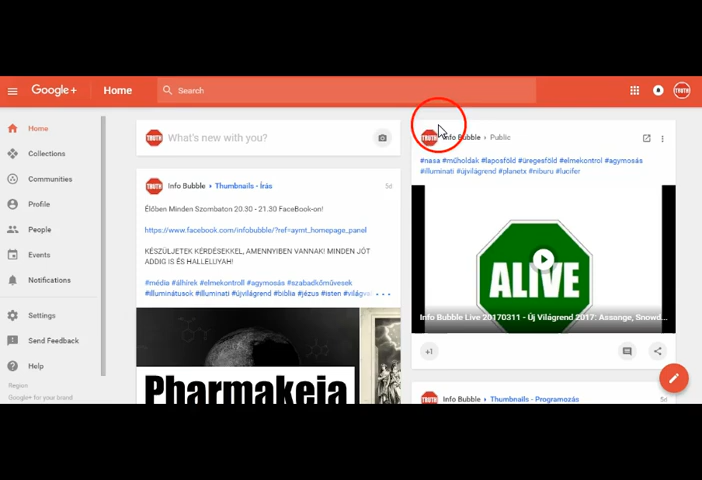 Google+
Home
Search
TRUTH
Home
Collections
Communities
Profile
People
Events
Notifications
Settings
Send Feedback
Help
Region
Google+ for your brand
TRUTH
What's new with you?
TRUTH
Info Bubble
Thumbnails - Írás
5d
Élőben Minden Szombaton 20.30 - 21.30 FaceBook-on!
https://www.facebook.com/infobubble/?ref=aymt_homepage_panel
KÉSZÜLJETEK KÉRDÉSEKKEL, AMENNYIBEN VANNAK! MINDEN JÓT
ADDIG IS ÉS HALLELUYAH!
#média #álhírek #elmekontroll #agymosás #szabadkőművesek
#illuminátusok #illuminati #újvilágrend #biblia #jézus #isten
Pharmakeia
TRUTH
Info Bubble
Public
#nasa #műholdak #laposföld #üregesföld #elmekontrol #agymosás
#illuminati #újvilágrend #planetx #niburu #lucifer
ALIVE
Info Bubble Live 20170311 - Új Világrend 2017: Assange, Snowd...
+1
TRUTH
Info Bubble
Thumbnails - Programozás
5d